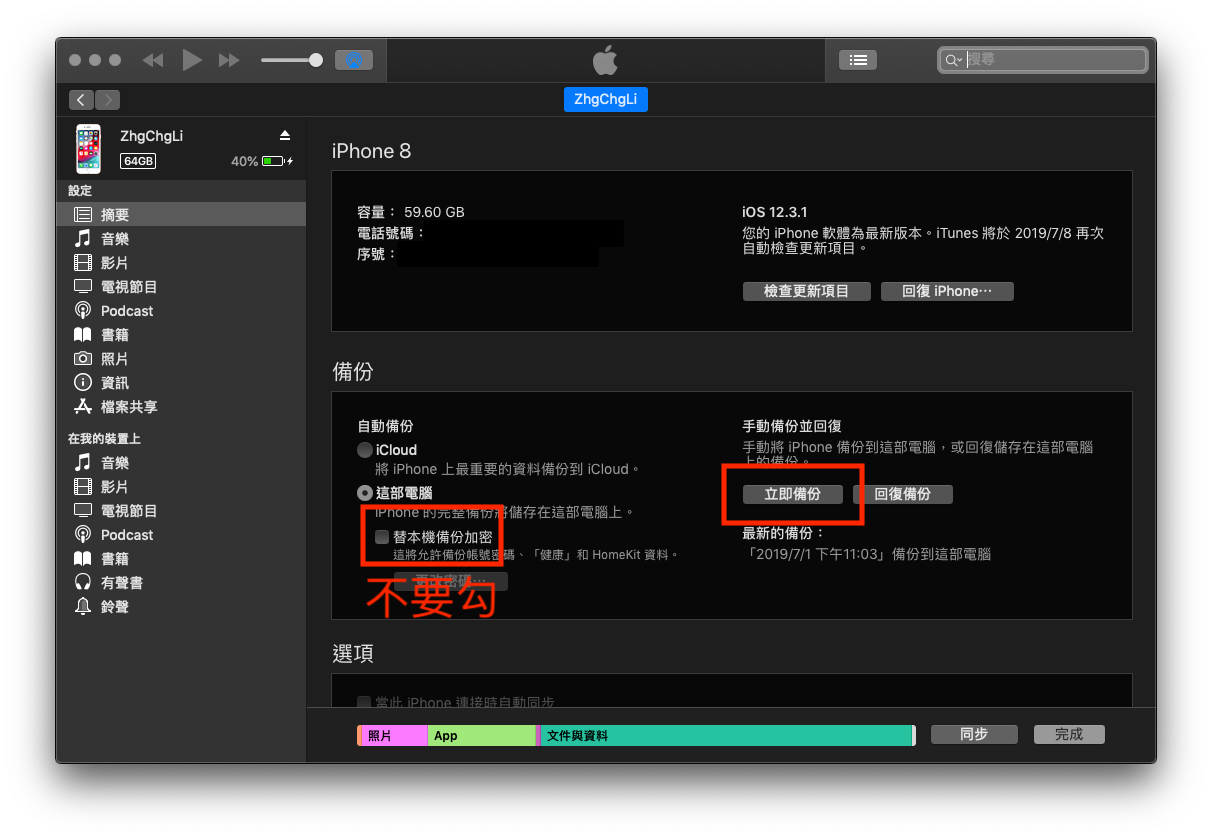 搜尋
ZhgChgLi
ZhgChgLi
64GB
40%
設定
摘要
音樂
影片
電視節目
Podcast
書籍
照片
資訊
檔案共享
在我的裝置上
音樂
影片
電視節目
Podcast
書籍
有聲書
鈴聲
iPhone 8
容量： 59.60 GB
電話號碼：
序號：
iOS 12.3.1
您的 iPhone 軟體為最新版本。iTunes 將於 2019/7/8 再次
自動檢查更新項目。
檢查更新項目
回復 iPhone⋯
備份
自動備份
iCloud
將 iPhone 上最重要的資料備份到 iCloud。
這部電腦
iPhone 的完整備份將儲存在這部電腦上。
替本機備份加密
這將允許備份帳號密碼、「健康」和 HomeKit 資料。
更改密碼⋯
不要勾
手動備份並回復
手動將 iPhone 備份到這部電腦，或回復儲存在這部電腦
上的備份。
立即備份
回復備份
最新的備份：
「2019/7/1 下午11:03」備份到這部電腦
選項
當此 iPhone 連接時自動同步
照片
App
文件與資料
同步
完成